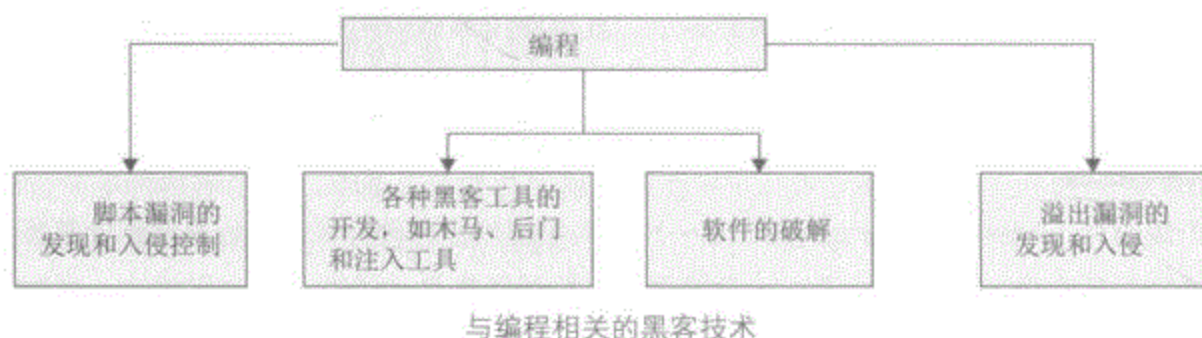 编程
脚本漏洞的
发现和入侵控制
各种黑客工具的
开发，如木马、后门
和注入工具
软件的破解
溢出漏洞的
发现和入侵
与编程相关的黑客技术